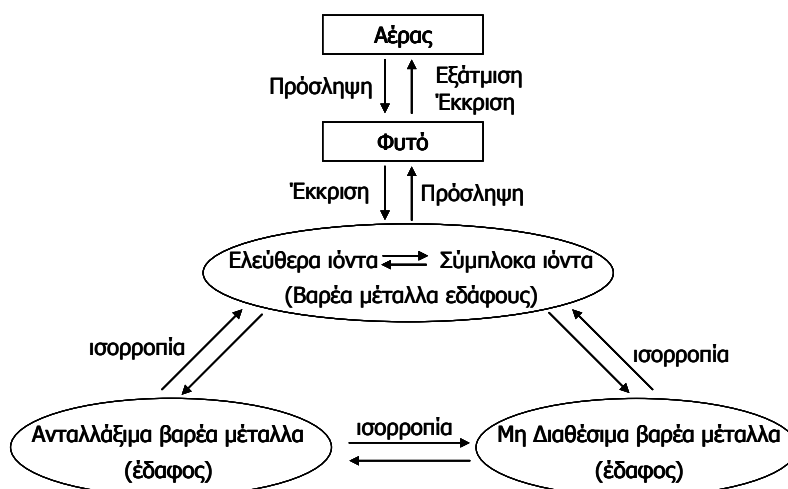 Αέρας
Πρόσληψη
Εξάτμιση
Έκκριση
Φυτό
Έκκριση
Πρόσληψη
Ελεύθερα ιόντα
Σύμπλοκα ιόντα
(Βαρέα μέταλλα εδάφους)
ισορροπία
ισορροπία
Ανταλλάξιμα βαρέα μέταλλα
(έδαφος)
ισορροπία
Μη Διαθέσιμα βαρέα μέταλλα
(έδαφος)